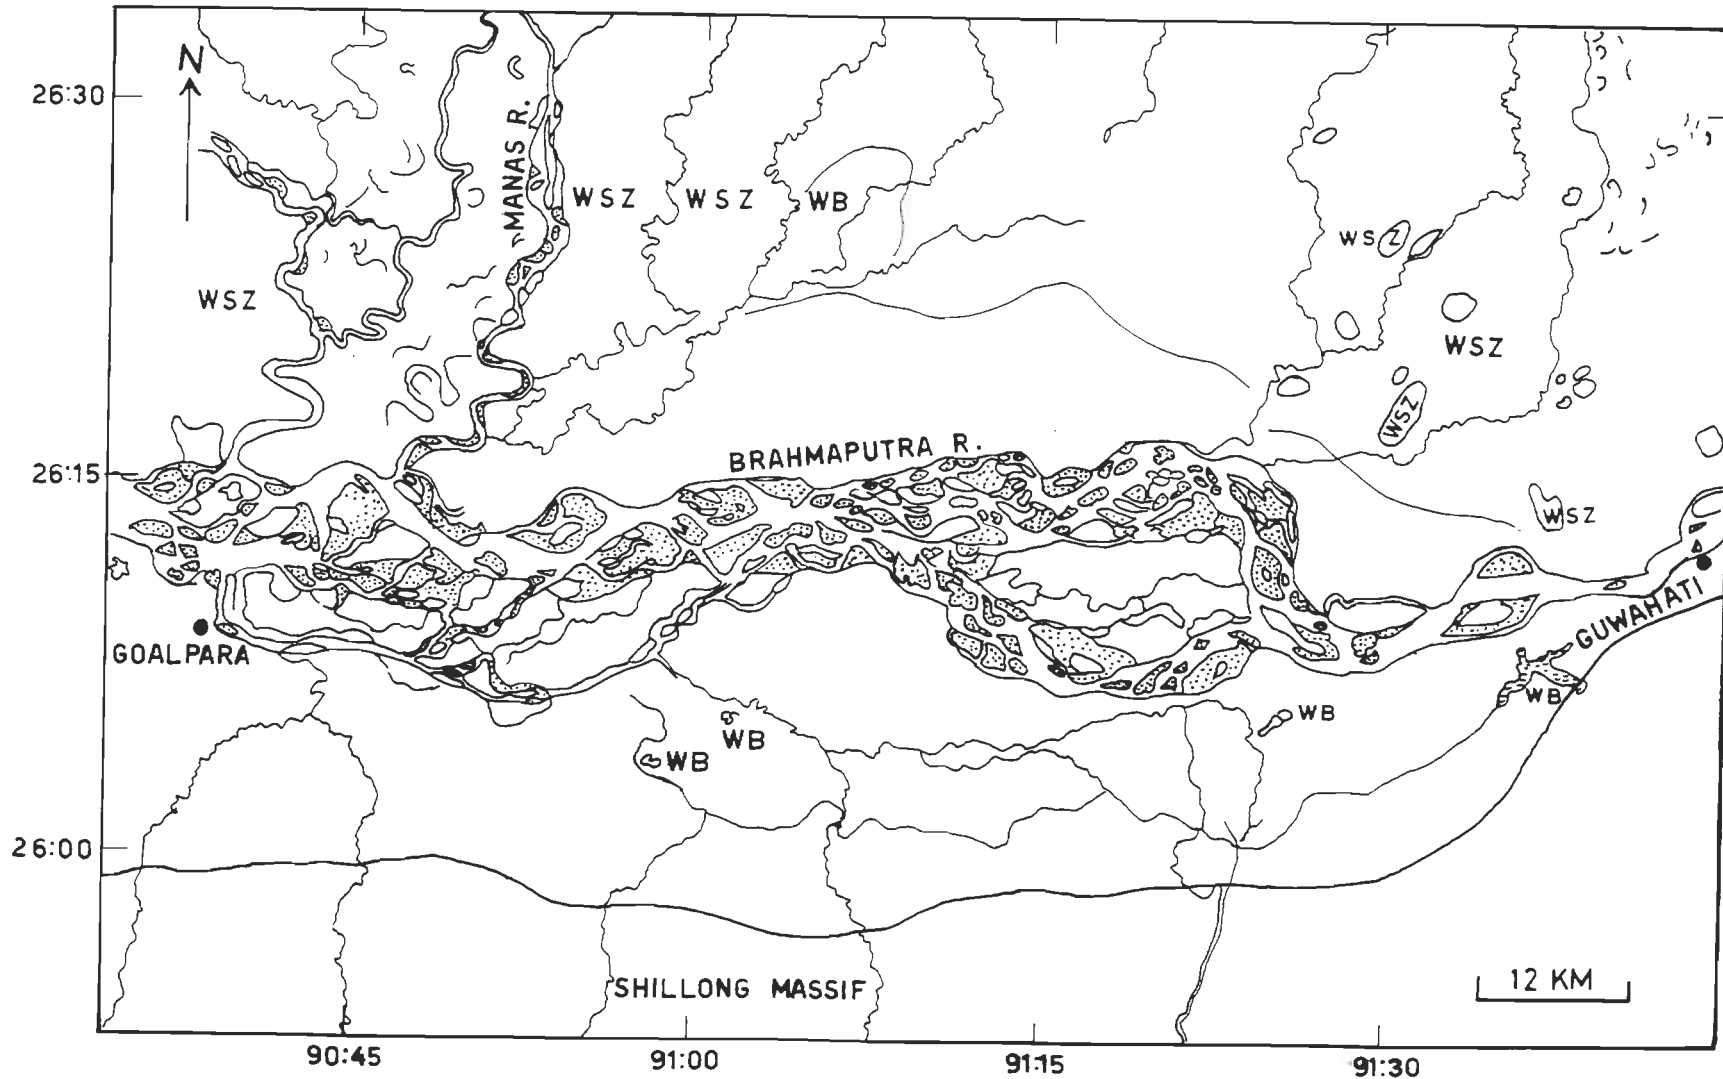 N
26:30
MANAS R.
WSZ
WSZ
WB
WSZ
WSZ
WSZ
WSZ
BRAHMAPUTRA R.
26:15
WSZ
GUWAHATI
GOALPARA
WB
WB
WB
WB
26:00
SHILLONG MASSIF
12 KM
90:45
91:00
91:15
91:30